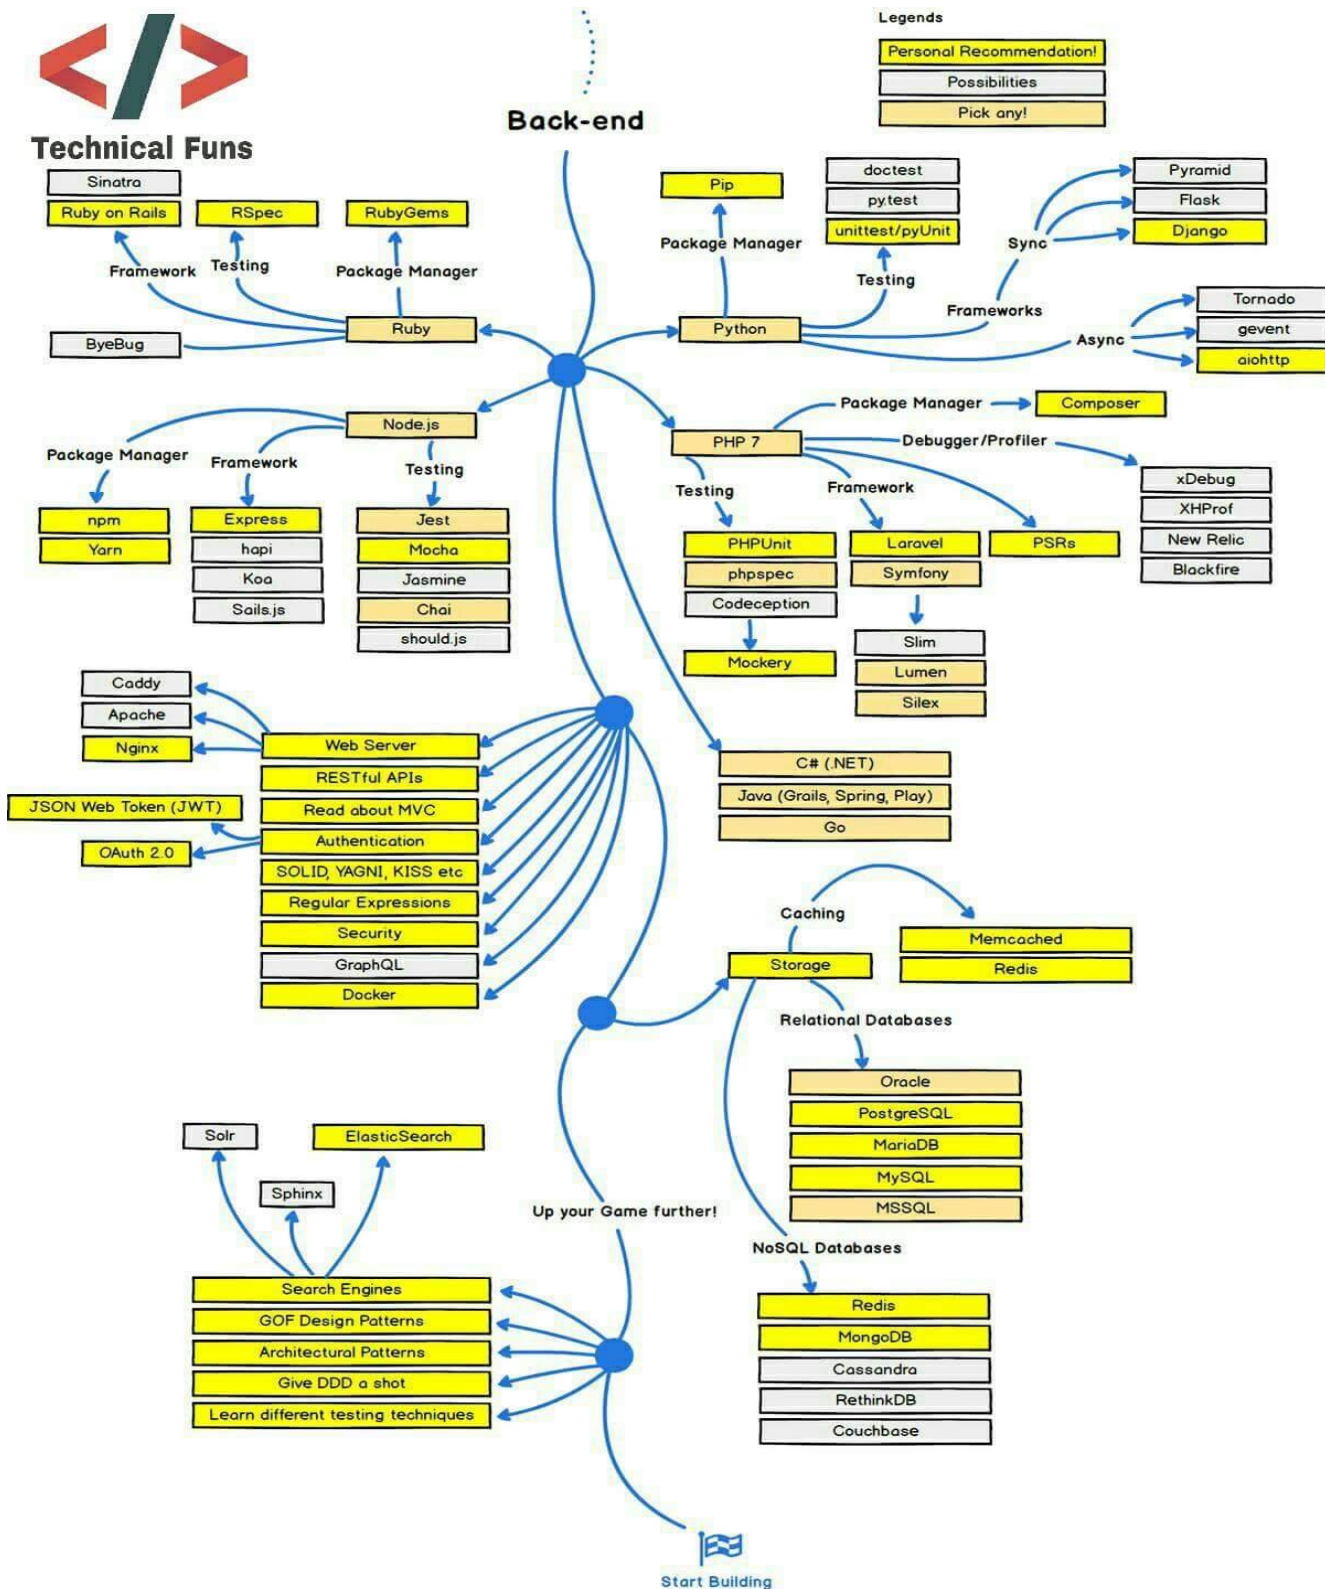 Technical Funs
Back-end
Legends
Personal Recommendation!
Possibilities
Pick any!
Sinatra
Ruby on Rails
RSpec
RubyGems
Framework
Testing
Package Manager
ByeBug
Ruby
Pip
Package Manager
Python
doctest
py.test
unittest/pyUnit
Testing
Frameworks
Sync
Pyramid
Flask
Django
Async
Tornado
gevent
aiohttp
Node.js
Package Manager
Framework
Testing
npm
Yarn
Express
hapi
Koa
Sails.js
Jest
Mocha
Jasmine
Chai
should.js
PHP 7
Package Manager
Composer
Debugger/Profiler
xDebug
XHProf
New Relic
Blackfire
Testing
Framework
PHPUnit
phpspec
Codeception
Mockery
Laravel
Symfony
Slim
Lumen
Silex
PSRs
C# (.NET)
Java (Grails, Spring, Play)
Go
Caddy
Apache
Nginx
Web Server
RESTful APIs
Read about MVC
JSON Web Token (JWT)
OAuth 2.0
Authentication
SOLID, YAGNI, KISS etc
Regular Expressions
Security
GraphQL
Docker
Caching
Storage
Memcached
Redis
Relational Databases
Oracle
PostgreSQL
MariaDB
MySQL
MSSQL
NoSQL Databases
Redis
MongoDB
Cassandra
RethinkDB
Couchbase
Up your Game further!
Solr
Sphinx
ElasticSearch
Search Engines
GOF Design Patterns
Architectural Patterns
Give DDD a shot
Learn different testing techniques
Start Building